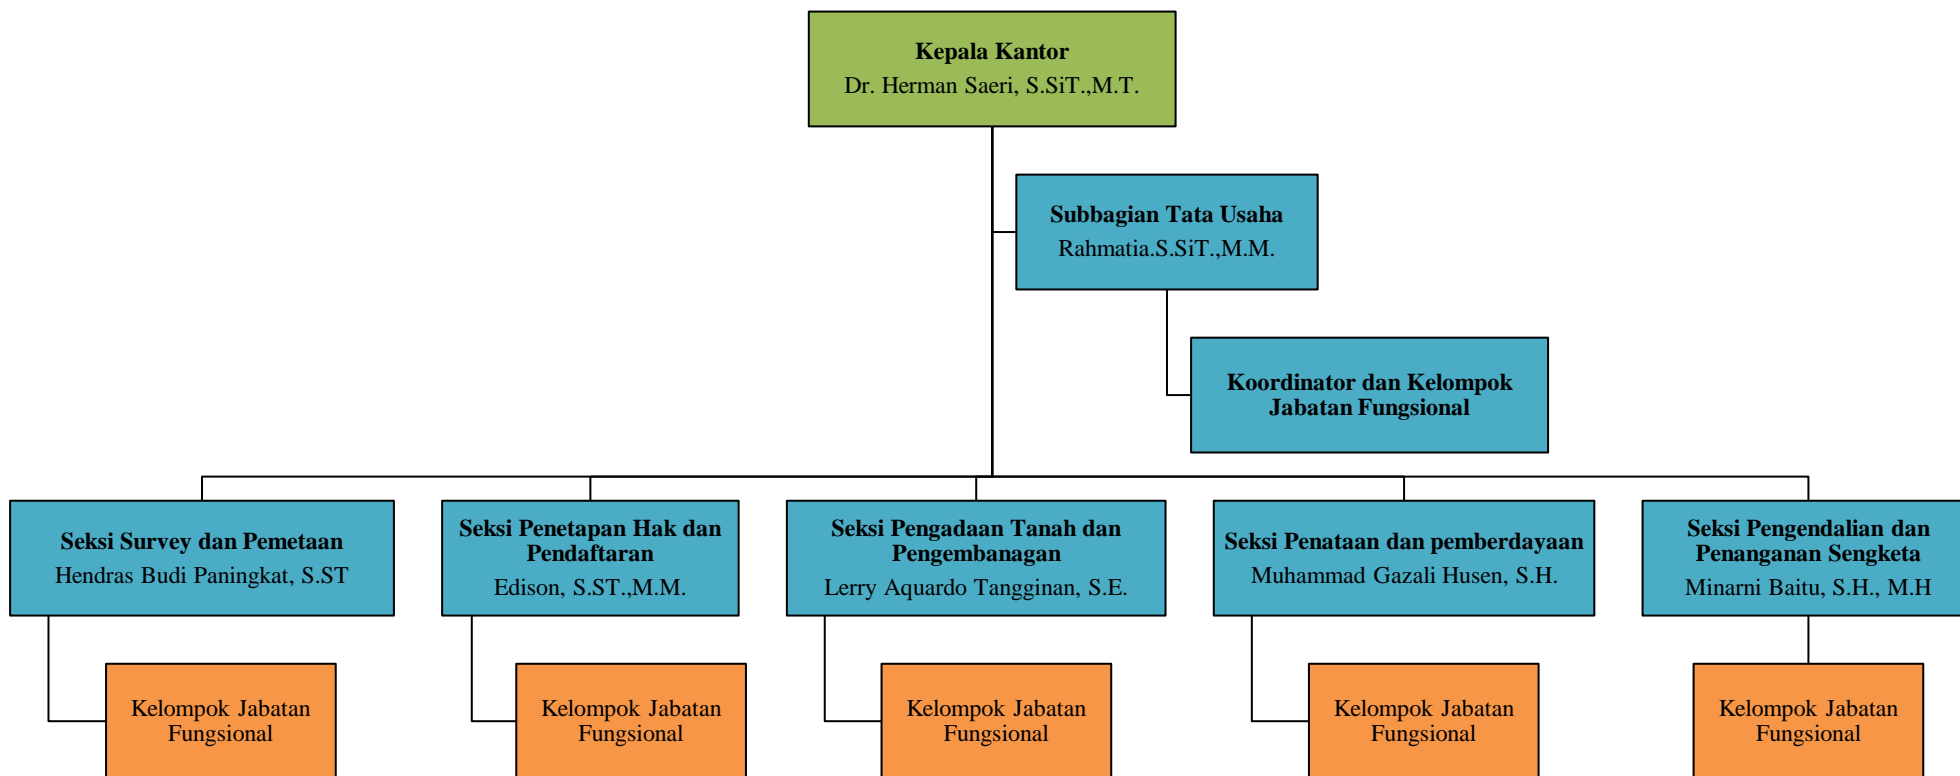 Kepala Kantor
Dr. Herman Saeri, S.SiT.,M.T.
Subbagian Tata Usaha
Rahmatia.S.SiT.,M.M.
Koordinator dan Kelompok
Jabatan Fungsional
Seksi Survey dan Pemetaan
Hendras Budi Paningkat, S.ST
Seksi Penetapan Hak dan
Pendaftaran
Edison, S.ST.,M.M.
Seksi Pengadaan Tanah dan
Pengembanagan
Lerry Aquardo Tangginan, S.E.
Seksi Penataan dan pemberdayaan
Muhammad Gazali Husen, S.H.
Seksi Pengendalian dan
Penanganan Sengketa
Minarni Baitu, S.H., M.H
Kelompok Jabatan
Fungsional
Kelompok Jabatan
Fungsional
Kelompok Jabatan
Fungsional
Kelompok Jabatan
Fungsional
Kelompok Jabatan
Fungsional